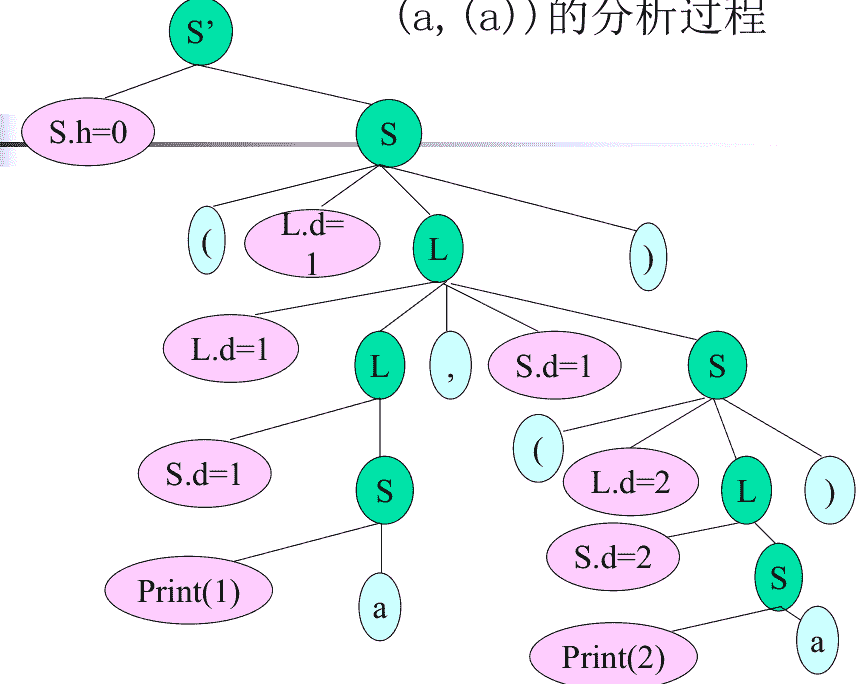 (a, (a))的分析过程
S’
S.h=0
S
(
L.d=
1
L
)
L.d=1
L
,
S.d=1
S
(
S.d=1
S
L.d=2
L
)
S.d=2
S
Print(1)
a
Print(2)
a